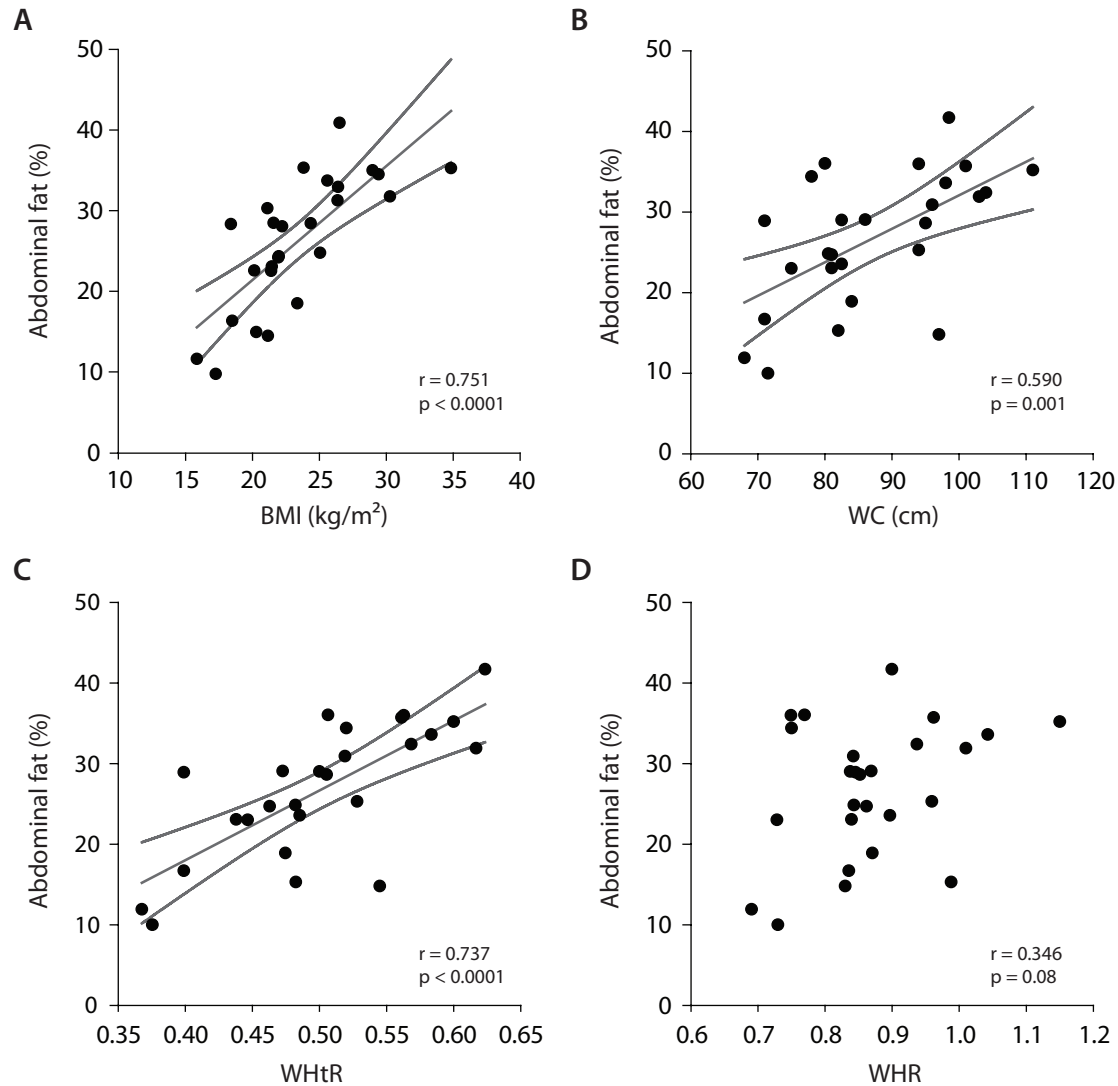 A
Abdominal fat (%)
50
40
30
20
10
0
10 15 20 25 30 35 40
BMI (kg/m²)
r = 0.751
p < 0.0001
B
Abdominal fat (%)
50
40
30
20
10
0
60 70 80 90 100 110 120
WC (cm)
r = 0.590
p = 0.001
C
Abdominal fat (%)
50
40
30
20
10
0
0.35 0.40 0.45 0.50 0.55 0.60 0.65
WHtR
r = 0.737
p < 0.0001
D
Abdominal fat (%)
50
40
30
20
10
0
0.6 0.7 0.8 0.9 1.0 1.1 1.2
WHR
r = 0.346
p = 0.08